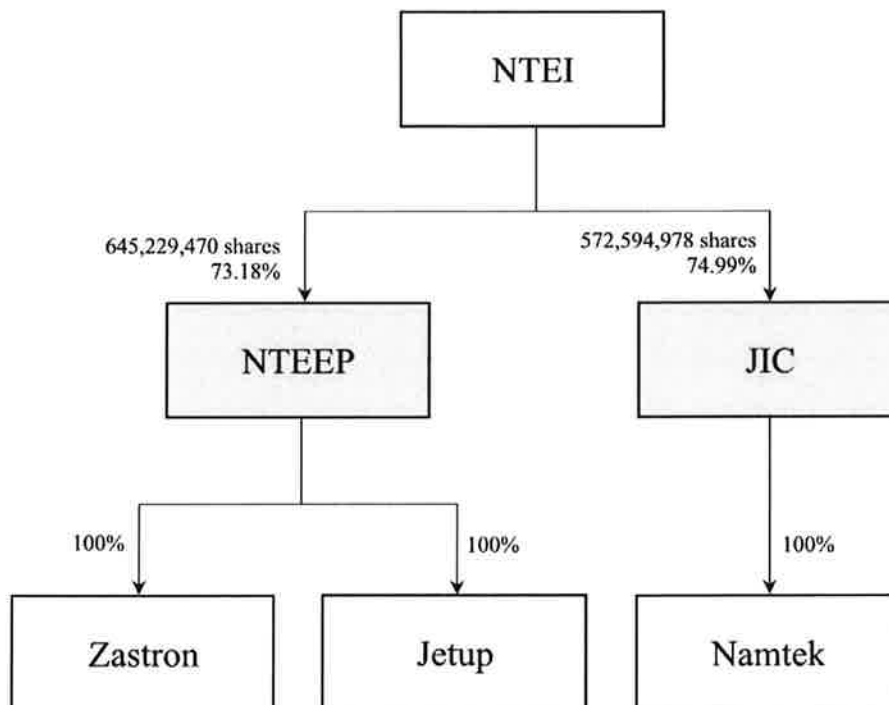 NTEI
645,229,470 shares
73.18%
572,594,978 shares
74.99%
NTEEP
JIC
100%
100%
100%
Zastron
Jetup
Namtek